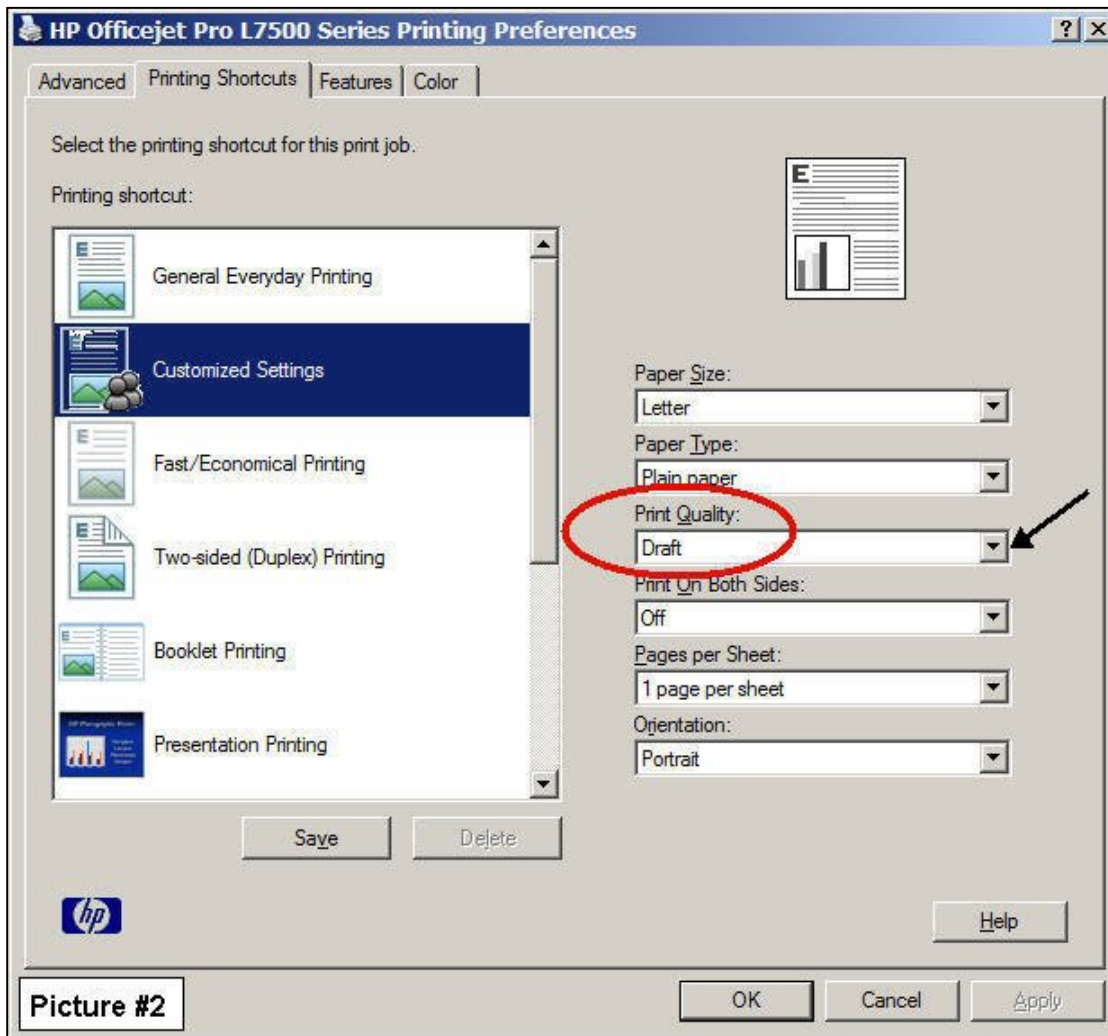 HP Officejet Pro L7500 Series Printing Preferences
Advanced Printing Shortcuts Features Color
Select the printing shortcut for this print job.
Printing shortcut:
General Everyday Printing
Customized Settings
Fast/Economical Printing
Two-sided (Duplex) Printing
Booklet Printing
Presentation Printing
Save Delete
E
Paper Size:
Letter
Paper Type:
Plain paper
Print Quality:
Draft
Print On Both Sides:
Off
Pages per Sheet:
1 page per sheet
Orientation:
Portrait
hp
Help
Picture #2
OK Cancel Apply